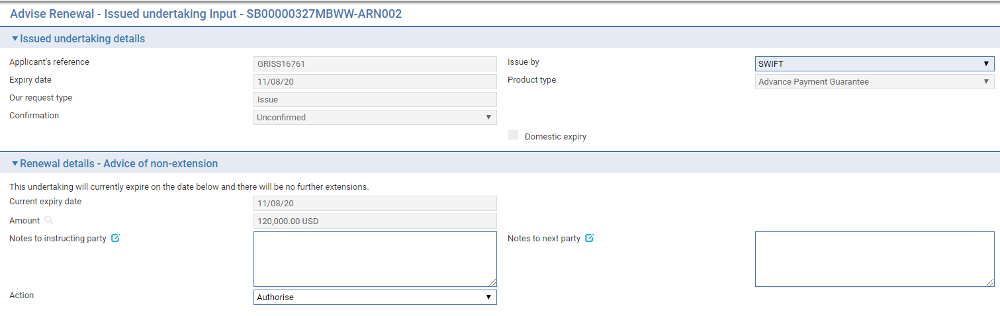 Advise Renewal - Issued undertaking Input - SB00000327MBWW-ARN002
Issued undertaking details
Applicant's reference GRISS16761 Issue by SWIFT
Expiry date 11/08/20 Product type Advance Payment Guarantee
Our request type Issue
Confirmation Unconfirmed
Domestic expiry
Renewal details - Advice of non-extension
This undertaking will currently expire on the date below and there will be no further extensions.
Current expiry date 11/08/20
Amount 120,000.00 USD
Notes to instructing party Notes to next party
Action Authorise